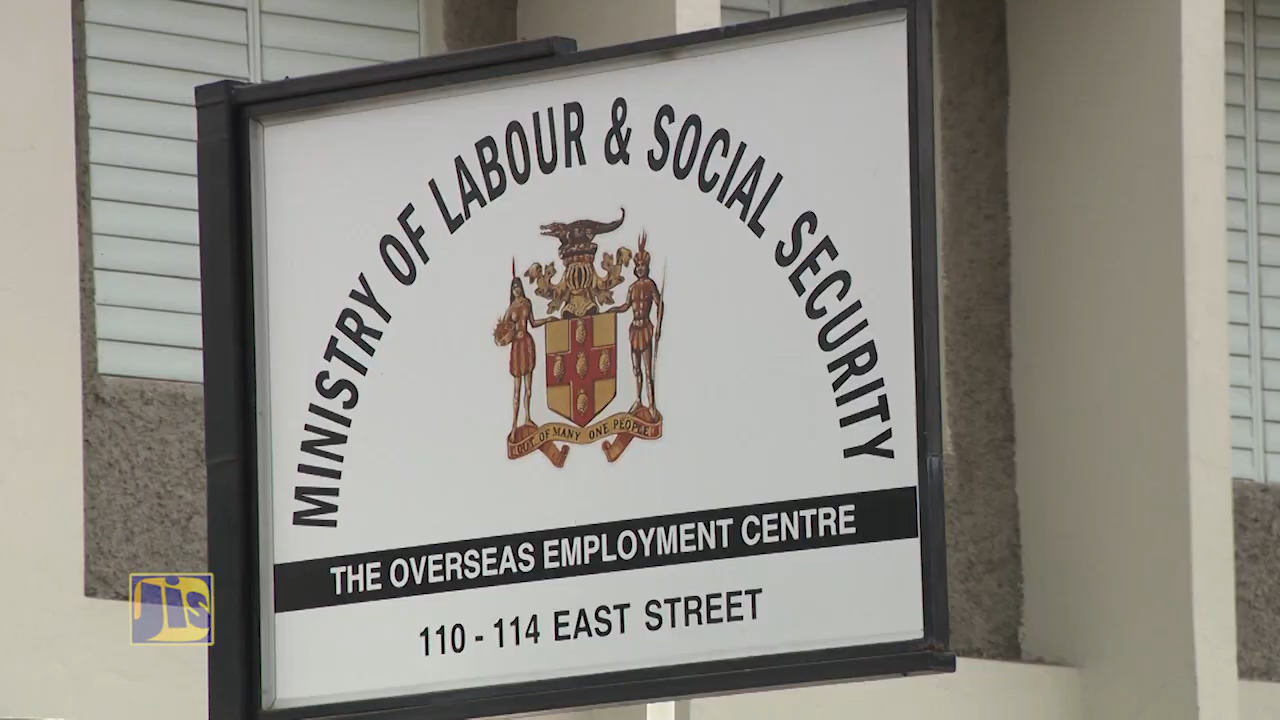 MINISTRY OF LABOUR & SOCIAL SECURITY
OUT OF MANY ONE PEOPLE
THE OVERSEAS EMPLOYMENT CENTRE
110 - 114 EAST STREET
JIS